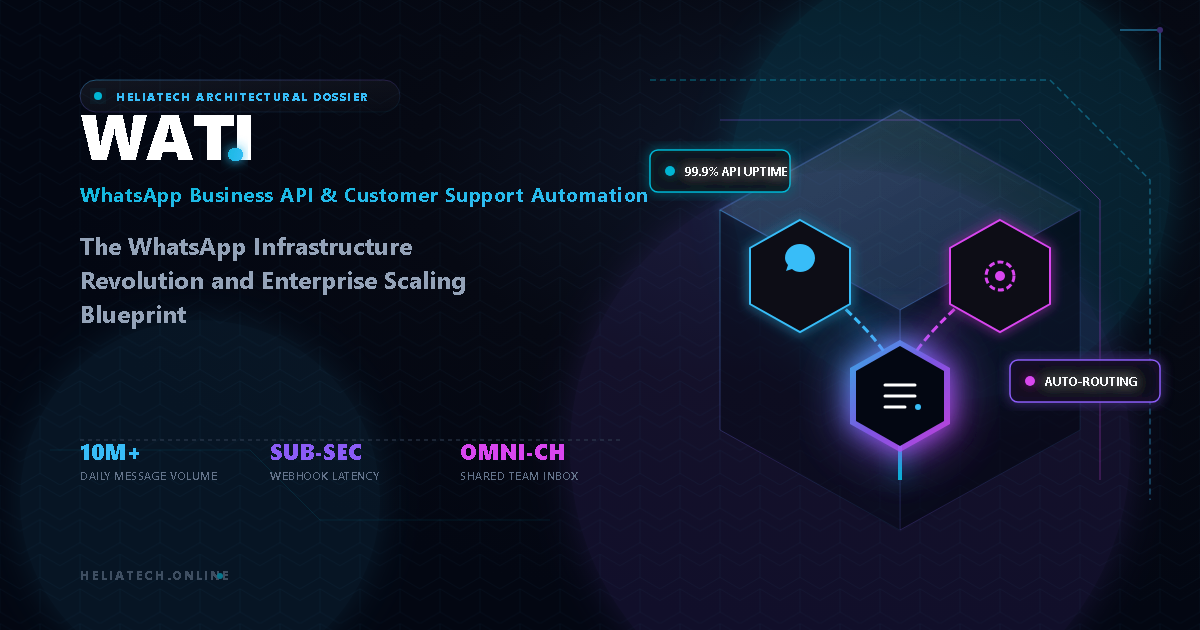 HELIATECH ARCHITECTURAL DOSSIER
WATI
WhatsApp Business API & Customer Support Automation
The WhatsApp Infrastructure
Revolution and Enterprise Scaling
Blueprint
99.9% API UPTIME
AUTO-ROUTING
10M+
DAILY MESSAGE VOLUME
SUB-SEC
WEBHOOK LATENCY
OMNI-CH
SHARED TEAM INBOX
HELIATECH.ONLINE